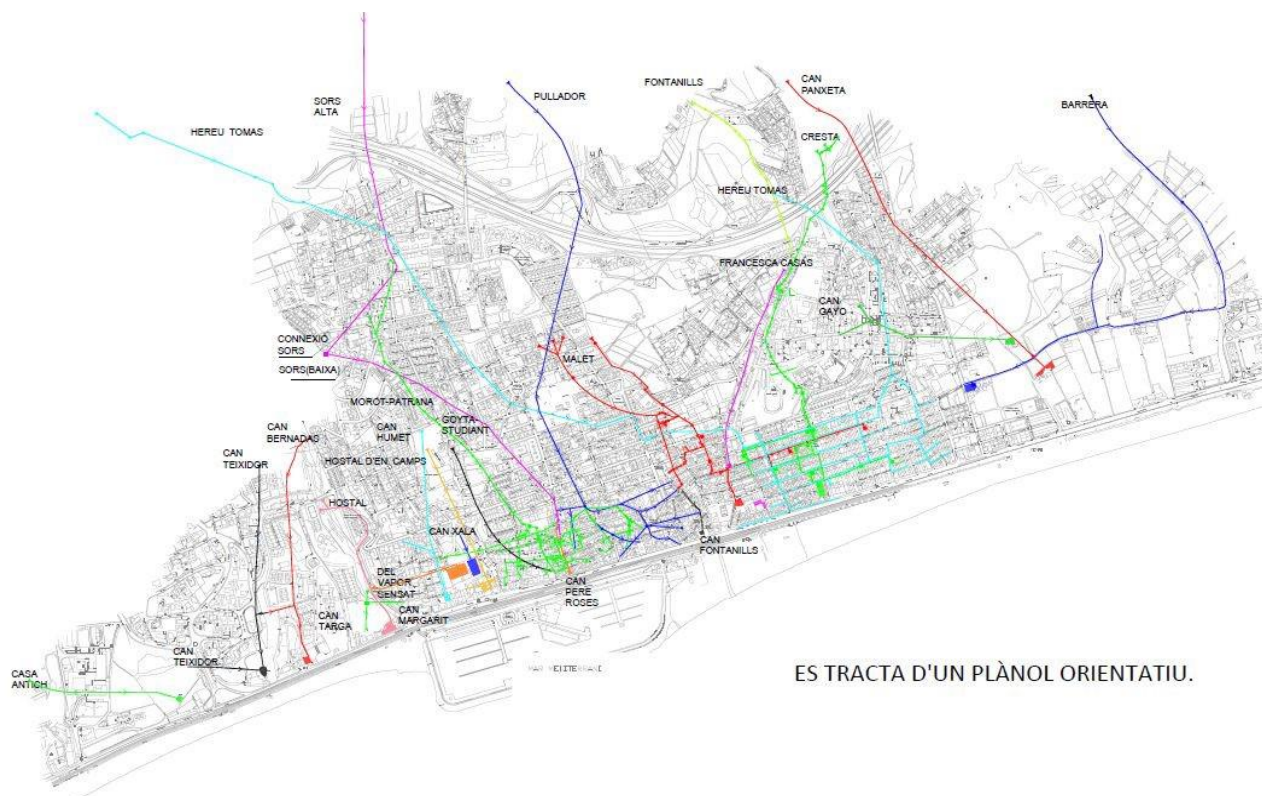 FONTANILLS
CAN
PANXETA
SORS
ALTA
PULLADOR
BARRERA
HEREU TOMAS
CRESTA
HEREU TOMAS
FRANCESCA CASAS
CAN
GAYO
CONNEXIÓ
SORS
SORS(BAIXA)
MALET
MOROT-PATRANA
GOYTA-
STUDIANT
CAN
HUMET
CAN
BERNADAS
CAN
TEIXIDOR
HOSTAL D'EN CAMPS
HOSTAL
CAN XALA
CAN
FONTANILLS
DEL
VAPOR
SENSAT
CAN
PERE
ROSES
CAN
TARGA
CAN
MARGARIT
CAN
TEIXIDOR
CASA
ANTICH
MAR MEDITERRANI
ES TRACTA D'UN PLÀNOL ORIENTATIU.